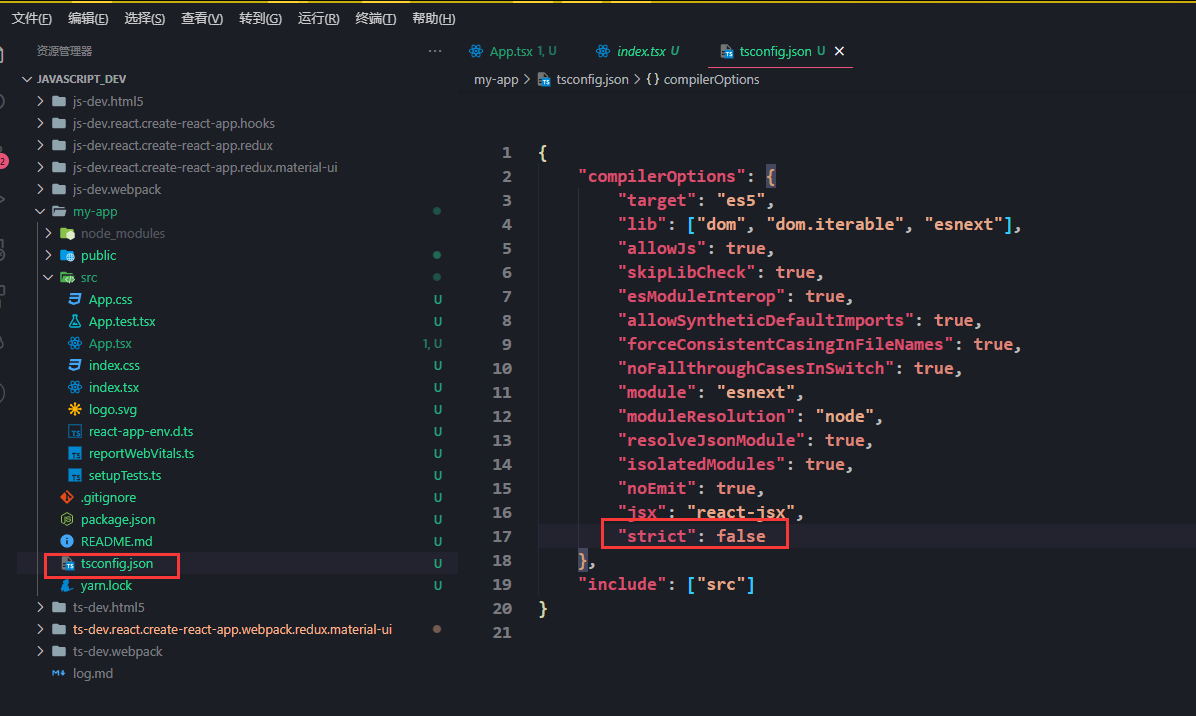 文件(F) 编辑(E) 选择(S) 查看(V) 转到(G) 运行(R) 终端(T) 帮助(H)
资源管理器 ...
JAVASCRIPT_DEV
js-dev.html5
js-dev.react.create-react-app.hooks
js-dev.react.create-react-app.redux
js-dev.react.create-react-app.redux.material-ui
js-dev.webpack
my-app
node_modules
public
src
App.css U
App.test.tsx U
App.tsx 1, U
index.css U
index.tsx U
logo.svg U
react-app-env.d.ts U
reportWebVitals.ts U
setupTests.ts U
.gitignore U
package.json U
README.md U
tsconfig.json U
yarn.lock U
ts-dev.html5
ts-dev.react.create-react-app.webpack.redux.material-ui
ts-dev.webpack
log.md
2
App.tsx 1, U index.tsx U tsconfig.json U
my-app > tsconfig.json > {} compilerOptions
1 {
2 "compilerOptions": {
3 "target": "es5",
4 "lib": ["dom", "dom.iterable", "esnext"],
5 "allowJs": true,
6 "skipLibCheck": true,
7 "esModuleInterop": true,
8 "allowSyntheticDefaultImports": true,
9 "forceConsistentCasingInFileNames": true,
10 "noFallthroughCasesInSwitch": true,
11 "module": "esnext",
12 "moduleResolution": "node",
13 "resolveJsonModule": true,
14 "isolatedModules": true,
15 "noEmit": true,
16 "jsx": "react-jsx",
17 "strict": false
18 },
19 "include": ["src"]
20 }
21